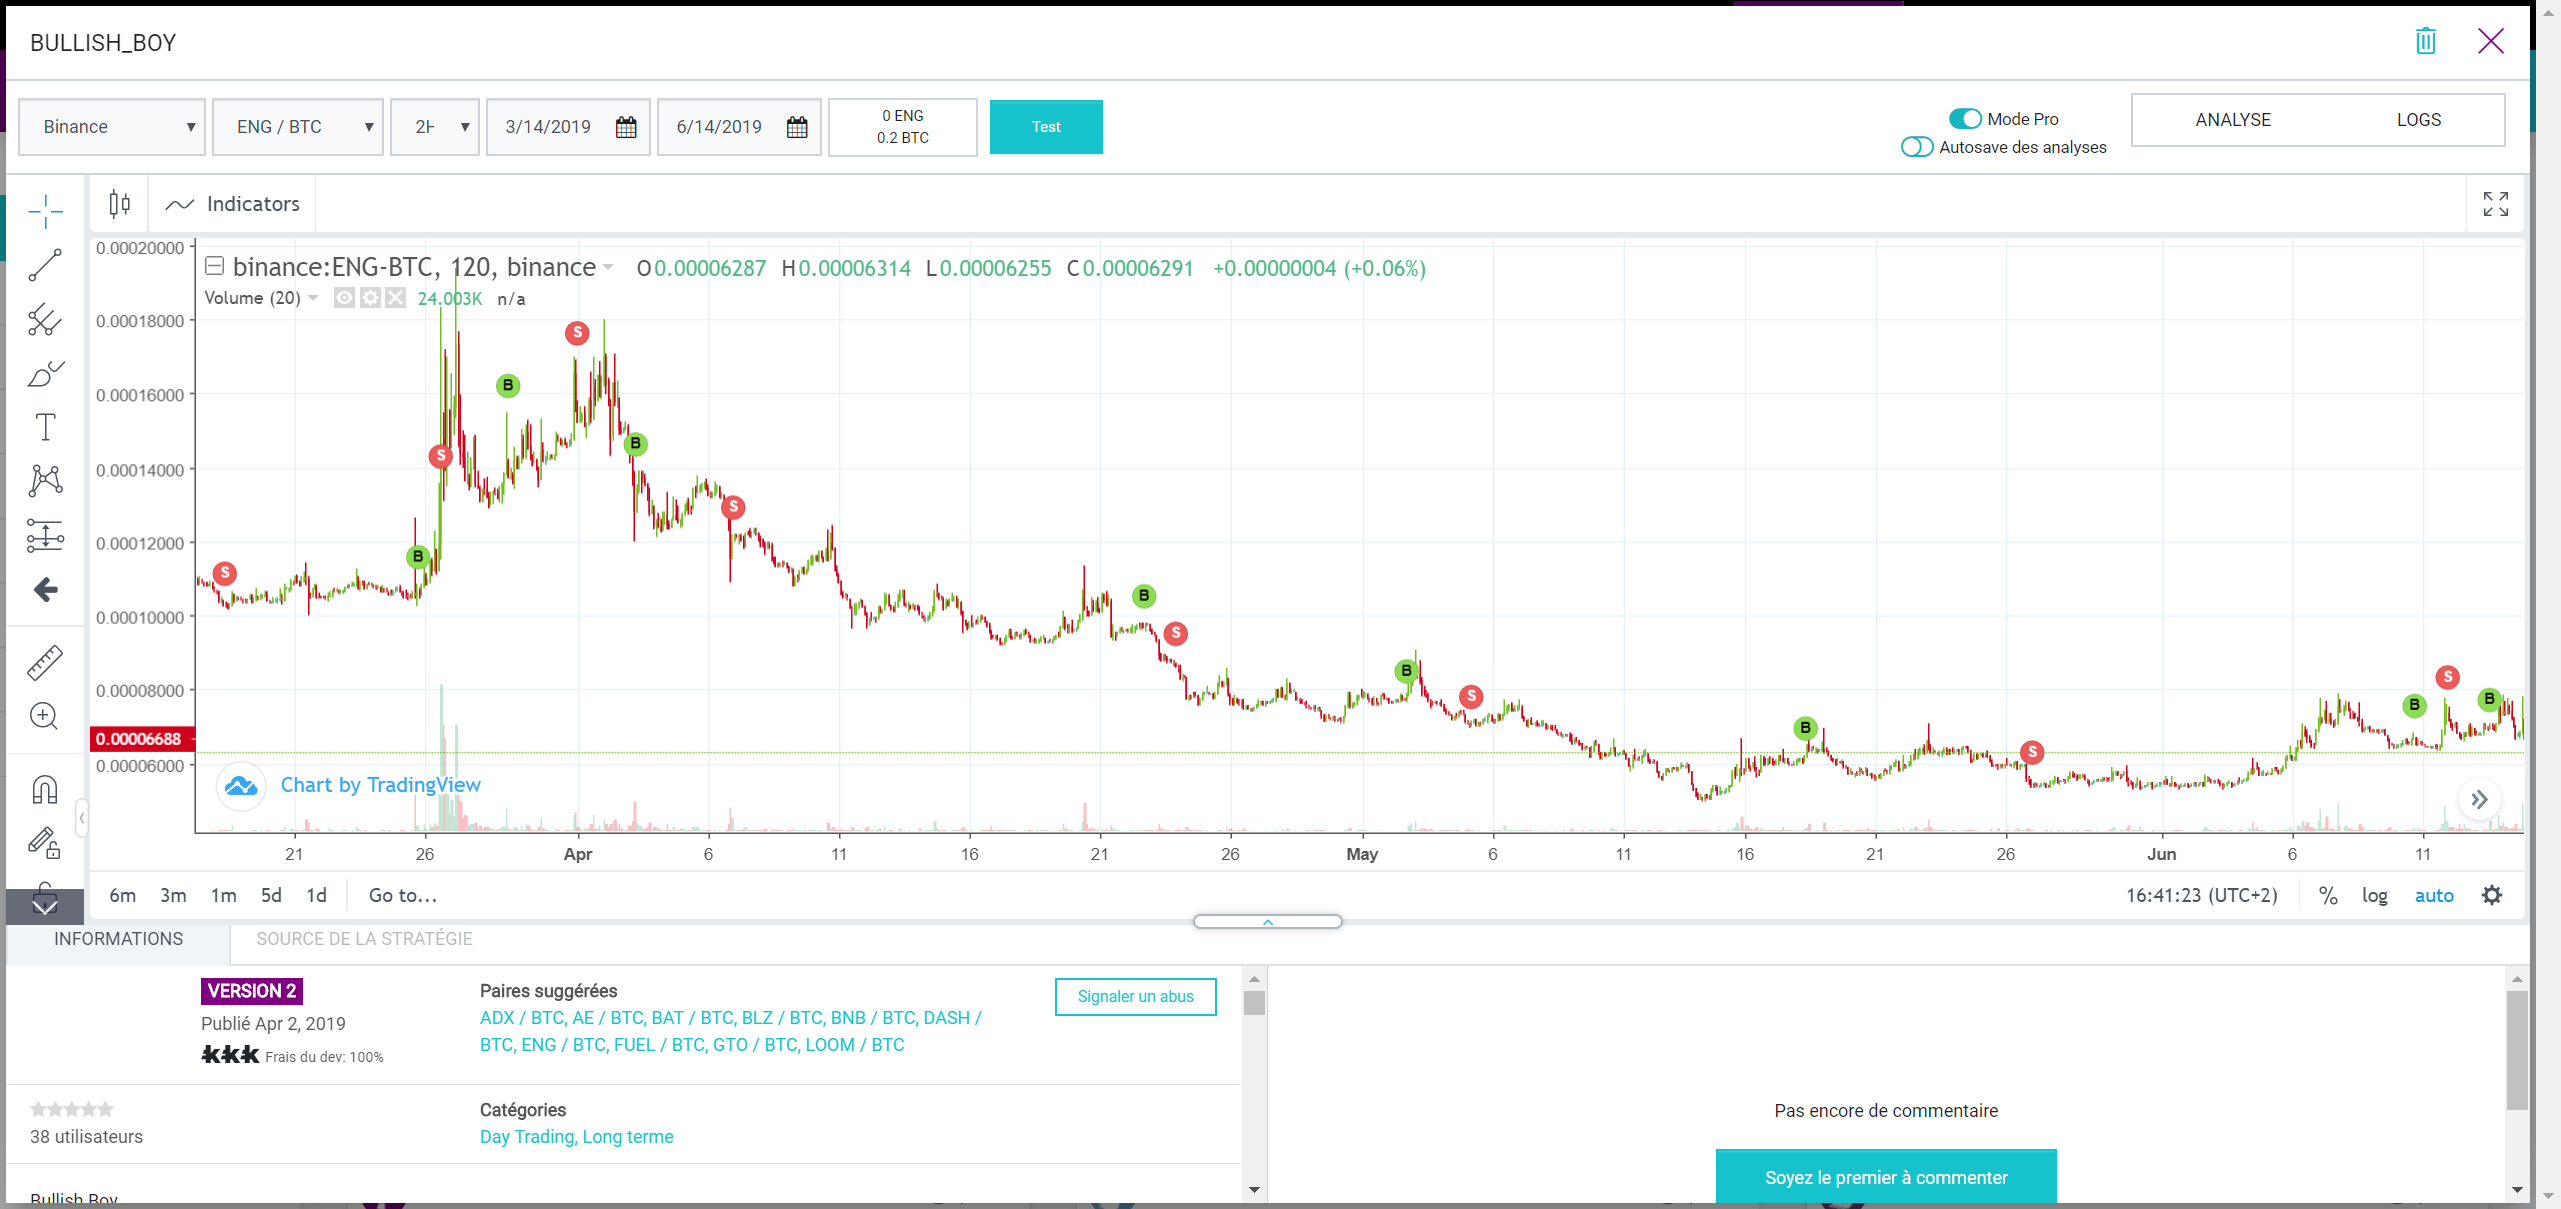 BULLISH_BOY
Binance
ENG / BTC
2H
3/14/2019
6/14/2019
0 ENG
0.2 BTC
Test
Mode Pro
Autosave des analyses
ANALYSE
LOGS
Indicators
binance:ENG-BTC, 120, binance O0.00006287 H0.00006314 L0.00006255 C0.00006291 +0.00000004 (+0.06%)
Volume (20) 24.003K n/a
0.00020000
0.00018000
0.00016000
0.00014000
0.00012000
0.00010000
0.00008000
0.00006688
0.00006000
S
B
S
B
S
B
S
B
S
B
S
B
S
B
S
B
Chart by TradingView
21 26 Apr 6 11 16 21 26 May 6 11 16 21 26 Jun 6 11
6m 3m 1m 5d 1d Go to...
16:41:23 (UTC+2) % log auto
INFORMATIONS
SOURCE DE LA STRATÉGIE
VERSION 2
Publié Apr 2, 2019
Frais du dev: 100%
Paires suggérées
ADX / BTC, AE / BTC, BAT / BTC, BLZ / BTC, BNB / BTC, DASH /
BTC, ENG / BTC, FUEL / BTC, GTO / BTC, LOOM / BTC
Signaler un abus
38 utilisateurs
Catégories
Day Trading, Long terme
Bullish Boy
Pas encore de commentaire
Soyez le premier à commenter